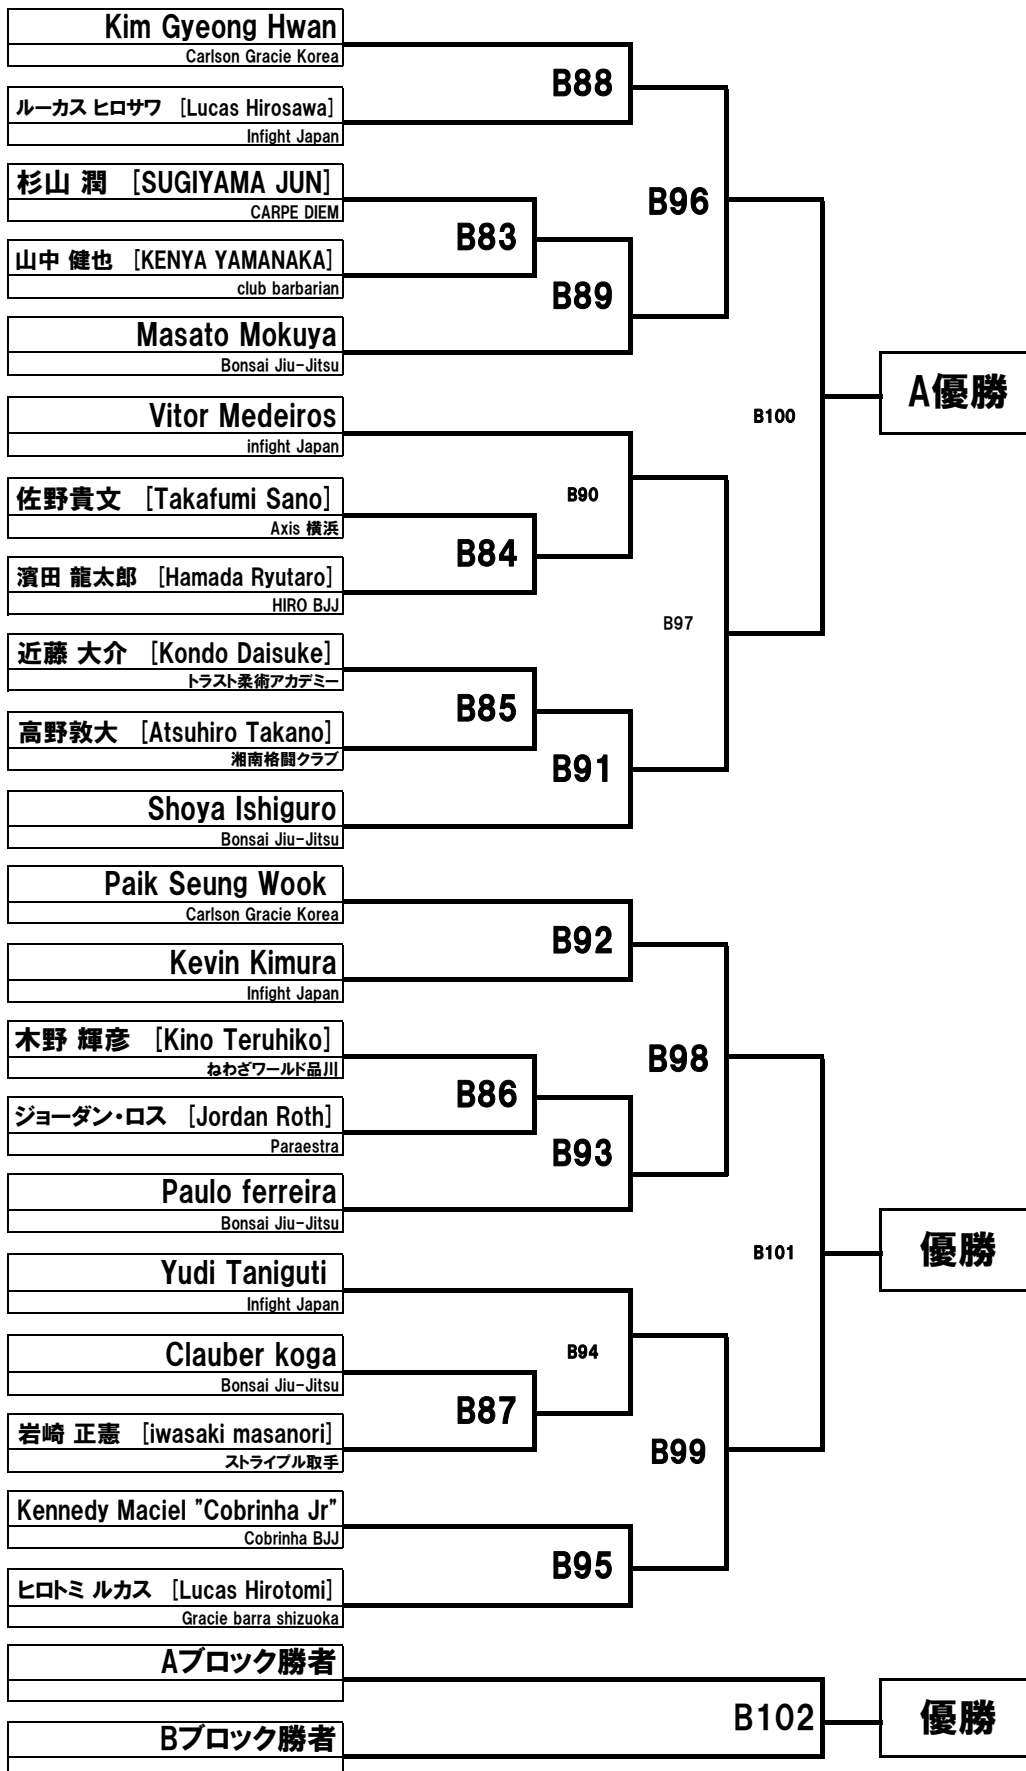 Kim Gyeong Hwan
Carlson Gracie Korea
B88
ルーカス ヒロサワ [Lucas Hirosawa]
Infight Japan
杉山 潤 [SUGIYAMA JUN]
CARPE DIEM
B96
B83
山中 健也 [KENYA YAMANAKA]
club barbarian
B89
Masato Mokuya
Bonsai Jiu-Jitsu
A優勝
B100
Vitor Medeiros
infight Japan
B90
佐野貴文 [Takafumi Sano]
Axis 横浜
B84
濱田 龍太郎 [Hamada Ryutaro]
HIRO BJJ
B97
近藤 大介 [Kondo Daisuke]
トラスト柔術アカデミー
B85
高野敦大 [Atsuhiro Takano]
湘南格闘クラブ
B91
Shoya Ishiguro
Bonsai Jiu-Jitsu
Paik Seung Wook
Carlson Gracie Korea
B92
Kevin Kimura
Infight Japan
木野 輝彦 [Kino Teruhiko]
ねわざワールド品川
B98
B86
ジョーダン・ロス [Jordan Roth]
Paraestra
B93
Paulo ferreira
Bonsai Jiu-Jitsu
優勝
B101
Yudi Taniguti
Infight Japan
B94
Clauber koga
Bonsai Jiu-Jitsu
B87
岩崎 正憲 [iwasaki masanori]
ストライプル取手
B99
Kennedy Maciel "Cobrinha Jr"
Cobrinha BJJ
B95
ヒロトミ ルカス [Lucas Hirotomi]
Gracie barra shizuoka
Aブロック勝者
B102
優勝
Bブロック勝者